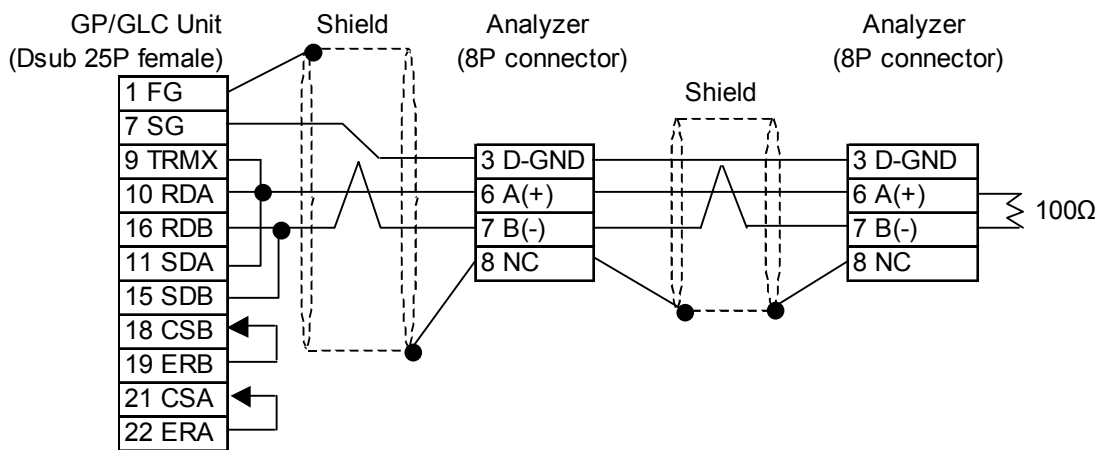 GP/GLC Unit
(Dsub 25P female)
Shield
Analyzer
(8P connector)
Analyzer
(8P connector)
Shield
1 FG
7 SG
9 TRMX
10 RDA
16 RDB
11 SDA
15 SDB
18 CSB
19 ERB
21 CSA
22 ERA
3 D-GND
6 A(+)
7 B(-)
8 NC
3 D-GND
6 A(+)
7 B(-)
8 NC
100Ω